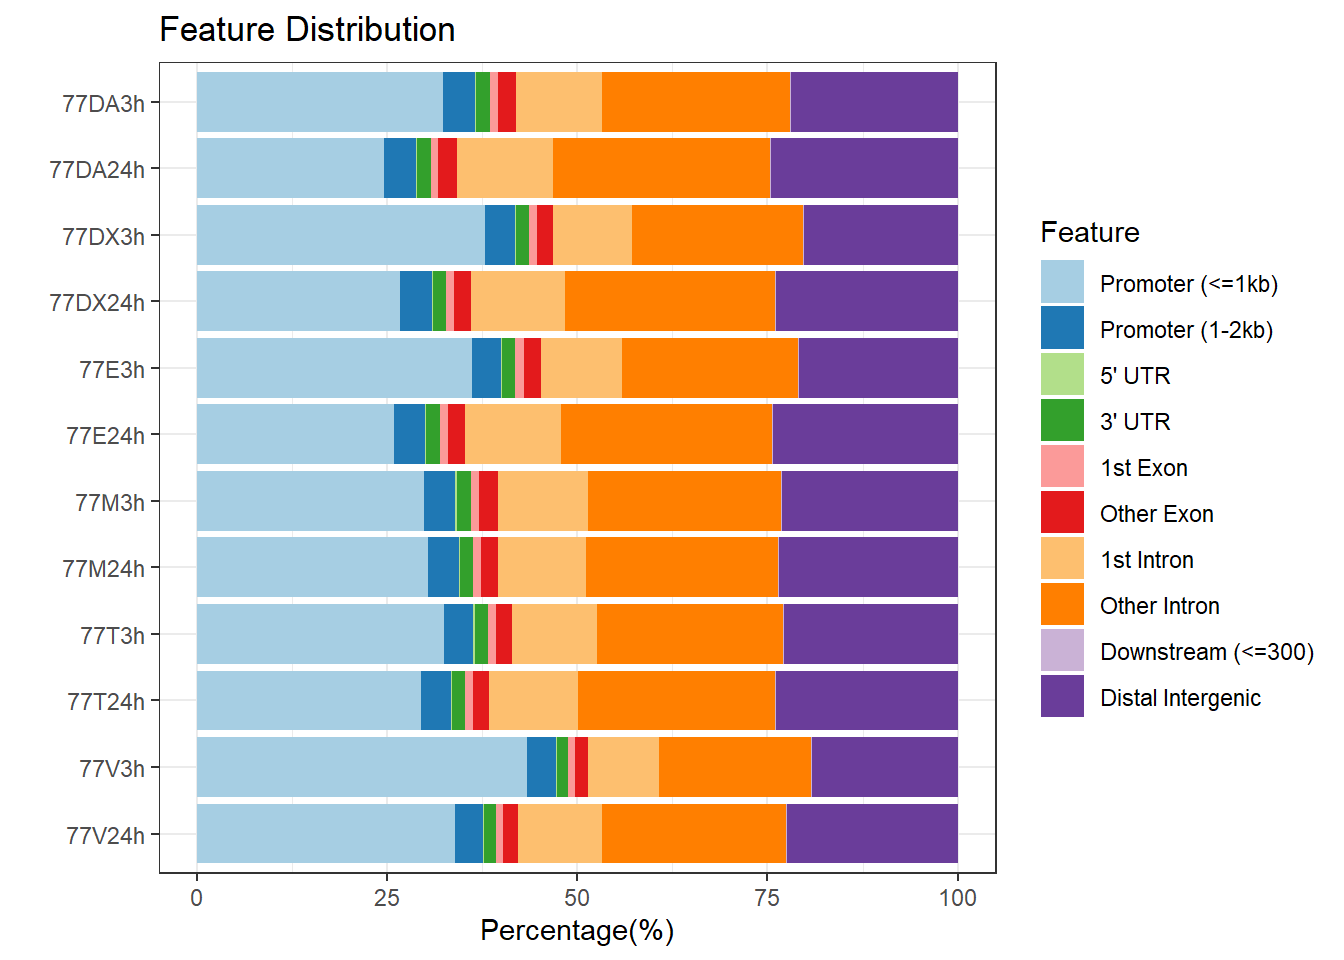 Feature Distribution
77DA3h
77DA24h
77DX3h
77DX24h
77E3h
77E24h
77M3h
77M24h
77T3h
77T24h
77V3h
77V24h
0 25 50 75 100
Percentage(%)
Feature
Promoter (<=1kb)
Promoter (1-2kb)
5' UTR
3' UTR
1st Exon
Other Exon
1st Intron
Other Intron
Downstream (<=300)
Distal Intergenic